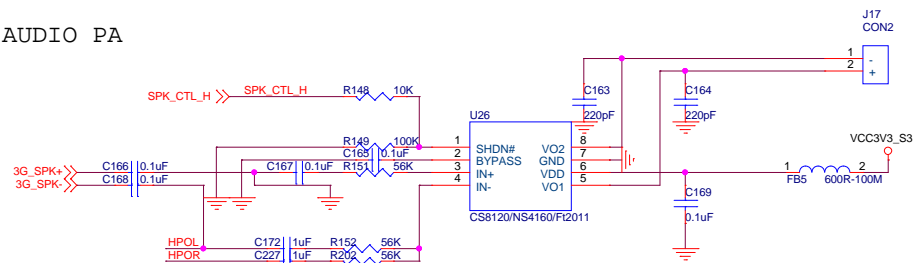 AUDIO PA
J17
CON2
1
-
2
+
SPK_CTL_H
SPK_CTL_H
R148
10K
C163
220pF
C164
220pF
U26
VCC3V3_S3
R149
100K
1
SHDN#
VO2
8
C165
0.1uF
2
BYPASS
GND
7
3G_SPK+
C166
0.1uF
C167
0.1uF
R151
56K
3
IN+
VDD
6
1
2
FB5
600R-100M
3G_SPK-
C168
0.1uF
4
IN-
VO1
5
C169
0.1uF
CS8120/NS4160/Ft2011
HPOL
C172
1uF
R152
56K
HPOR
C227
1uF
R202
56K